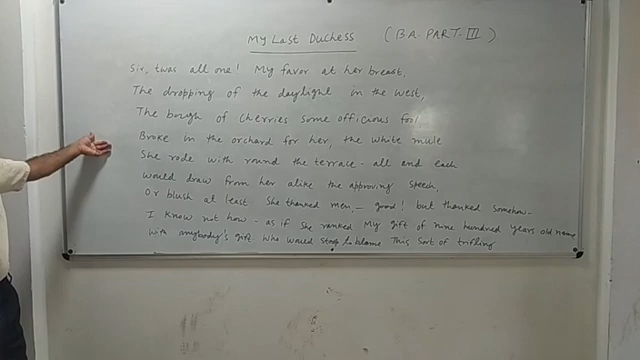 My Last Duchess (B.A. PART-III)
Sir, twas all one! My favor at her breast,
The dropping of the daylight in the west,
The bough of cherries some officious fool
Broke in the orchard for her, the white mule
She rode with round the terrace - all and each
would draw from her alike the approving speech,
Or blush at least. She thanked men,- good! but thanked somehow-
I know not how - as if she ranked My gift of nine hundred years old name
with anybody's gift who would stoop to blame This sort of trifling